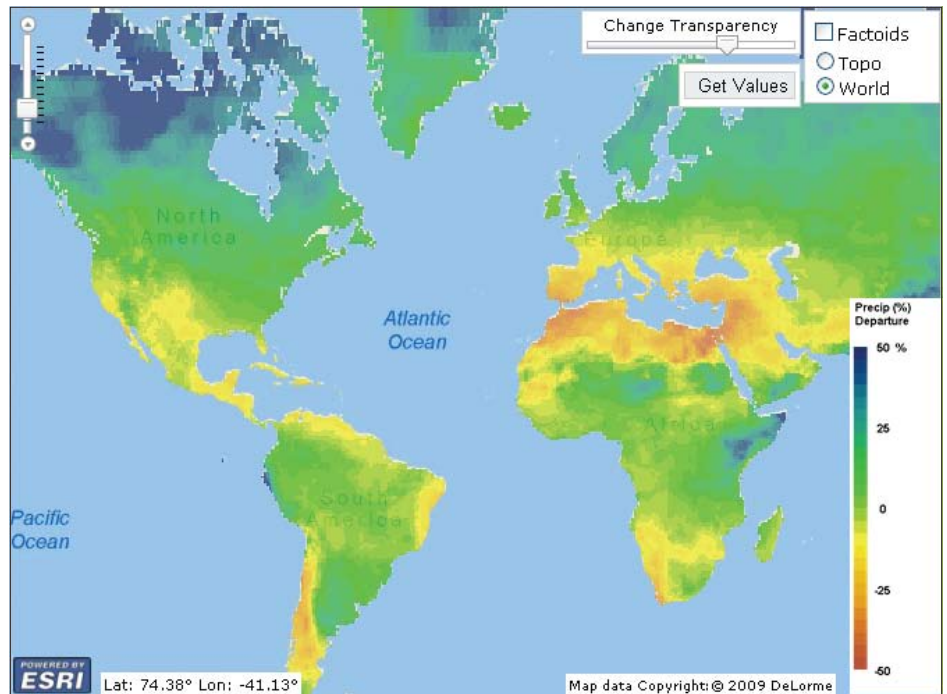 Change Transparency
Get Values
Factoids
Topo
World
North
America
Europe
Atlantic
Ocean
Africa
South
America
Pacific
Ocean
Precip (%)
Departure
50 %
25
0
-25
-50
POWERED BY
ESRI
Lat: 74.38° Lon: -41.13°
Map data Copyright:© 2009 DeLorme